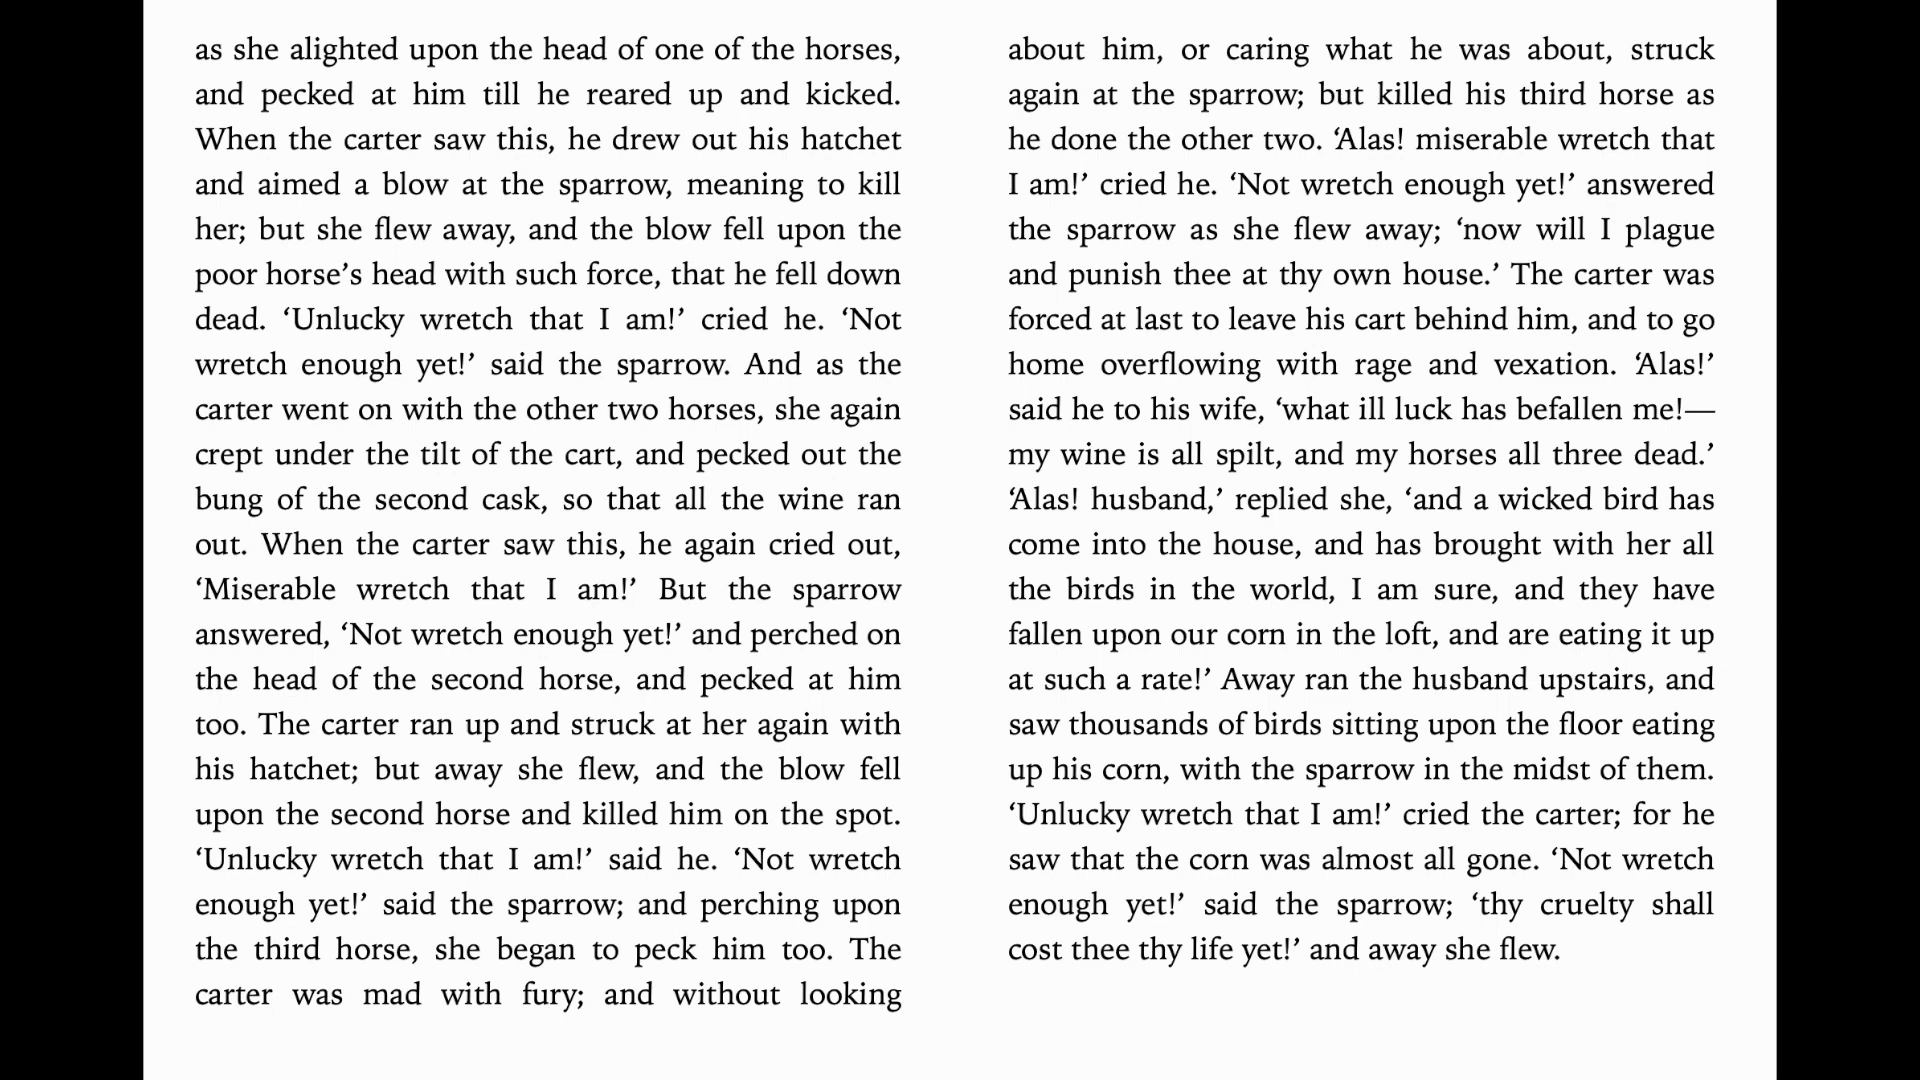 as she alighted upon the head of one of the horses,
and pecked at him till he reared up and kicked.
When the carter saw this, he drew out his hatchet
and aimed a blow at the sparrow, meaning to kill
her; but she flew away, and the blow fell upon the
poor horse’s head with such force, that he fell down
dead. ‘Unlucky wretch that I am!’ cried he. ‘Not
wretch enough yet!’ said the sparrow. And as the
carter went on with the other two horses, she again
crept under the tilt of the cart, and pecked out the
bung of the second cask, so that all the wine ran
out. When the carter saw this, he again cried out,
‘Miserable wretch that I am!’ But the sparrow
answered, ‘Not wretch enough yet!’ and perched on
the head of the second horse, and pecked at him
too. The carter ran up and struck at her again with
his hatchet; but away she flew, and the blow fell
upon the second horse and killed him on the spot.
‘Unlucky wretch that I am!’ said he. ‘Not wretch
enough yet!’ said the sparrow; and perching upon
the third horse, she began to peck him too. The
carter was mad with fury; and without looking
about him, or caring what he was about, struck
again at the sparrow; but killed his third horse as
he done the other two. ‘Alas! miserable wretch that
I am!’ cried he. ‘Not wretch enough yet!’ answered
the sparrow as she flew away; ‘now will I plague
and punish thee at thy own house.’ The carter was
forced at last to leave his cart behind him, and to go
home overflowing with rage and vexation. ‘Alas!’
said he to his wife, ‘what ill luck has befallen me!—
my wine is all spilt, and my horses all three dead.’
‘Alas! husband,’ replied she, ‘and a wicked bird has
come into the house, and has brought with her all
the birds in the world, I am sure, and they have
fallen upon our corn in the loft, and are eating it up
at such a rate!’ Away ran the husband upstairs, and
saw thousands of birds sitting upon the floor eating
up his corn, with the sparrow in the midst of them.
‘Unlucky wretch that I am!’ cried the carter; for he
saw that the corn was almost all gone. ‘Not wretch
enough yet!’ said the sparrow; ‘thy cruelty shall
cost thee thy life yet!’ and away she flew.